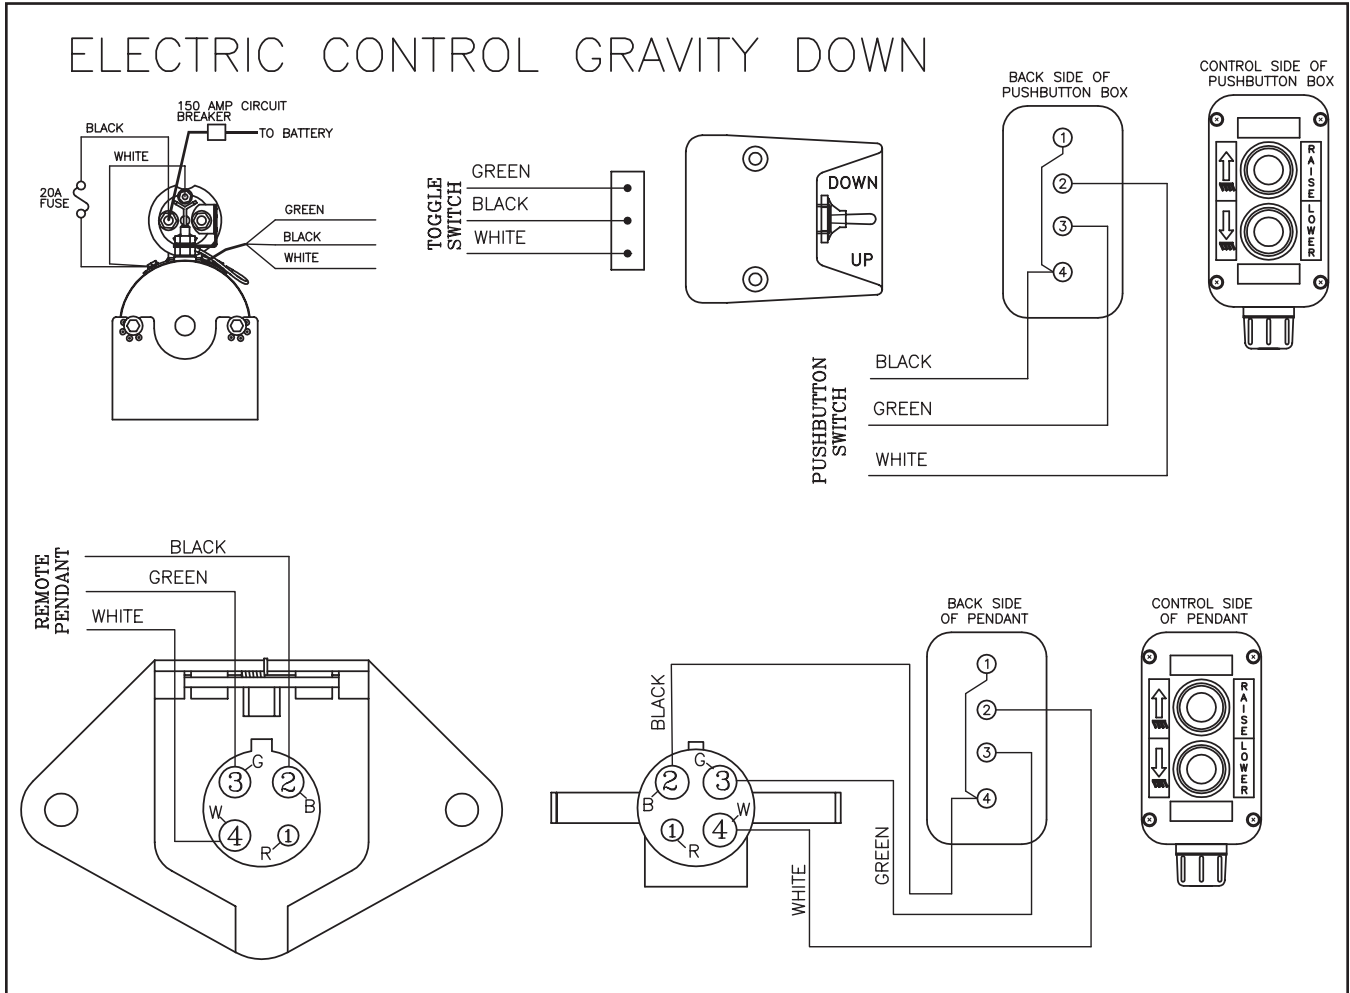 ELECTRIC CONTROL GRAVITY DOWN
150 AMP CIRCUIT
BREAKER
TO BATTERY
BLACK
WHITE
20A
FUSE
GREEN
BLACK
WHITE
TOGGLE
SWITCH
GREEN
BLACK
WHITE
DOWN
UP
BACK SIDE OF
PUSHBUTTON BOX
1
2
3
4
CONTROL SIDE OF
PUSHBUTTON BOX
RAISE
LOWER
PUSHBUTTON
SWITCH
BLACK
GREEN
WHITE
REMOTE
PENDANT
BLACK
GREEN
WHITE
G
3
2
B
W
4
1
R
BLACK
G
2
3
B
W
1
4
R
WHITE
GREEN
BACK SIDE
OF PENDANT
1
2
3
4
CONTROL SIDE
OF PENDANT
RAISE
LOWER